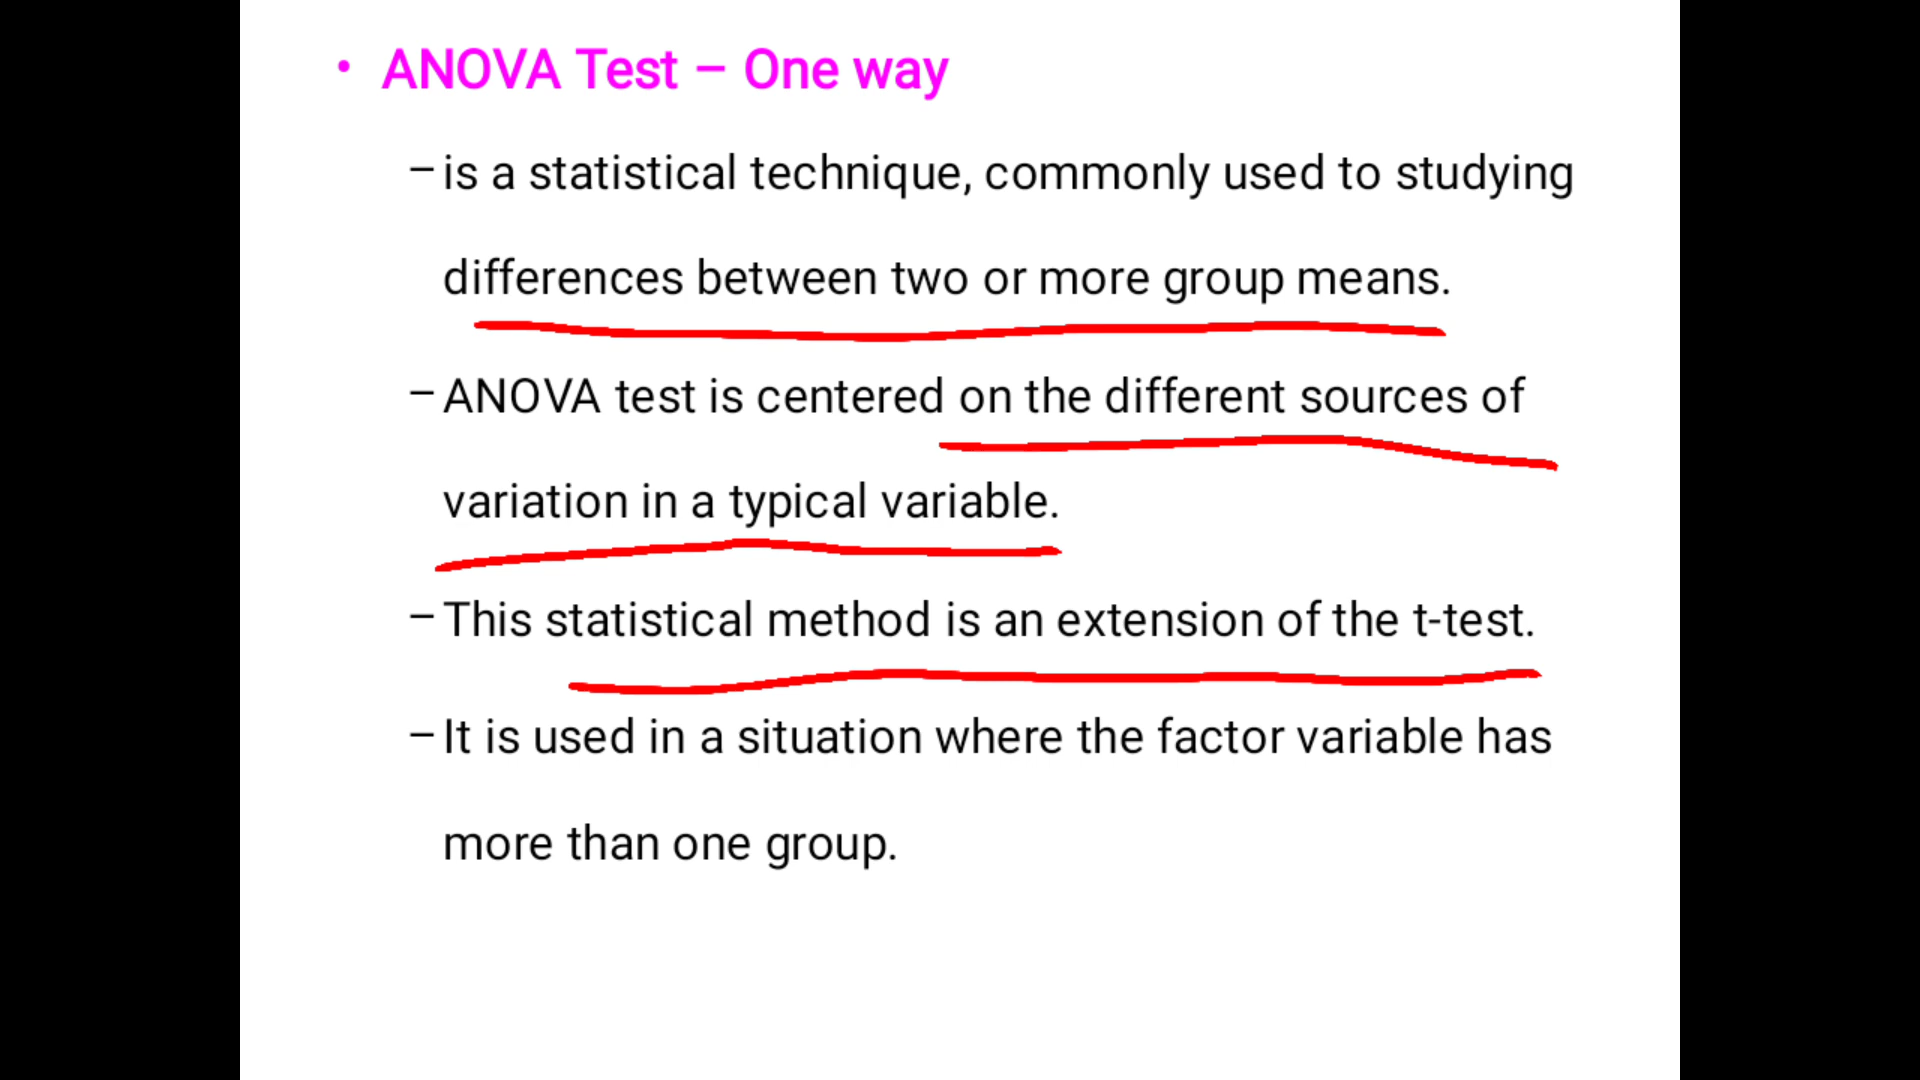 • ANOVA Test – One way
– is a statistical technique, commonly used to studying
differences between two or more group means.
– ANOVA test is centered on the different sources of
variation in a typical variable.
– This statistical method is an extension of the t-test.
– It is used in a situation where the factor variable has
more than one group.